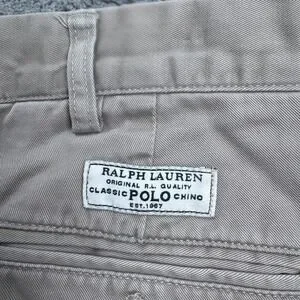 RALPH LAUREN
ORIGINAL R.L. QUALITY
CLASSIC POLO CHINO
EST. 1967